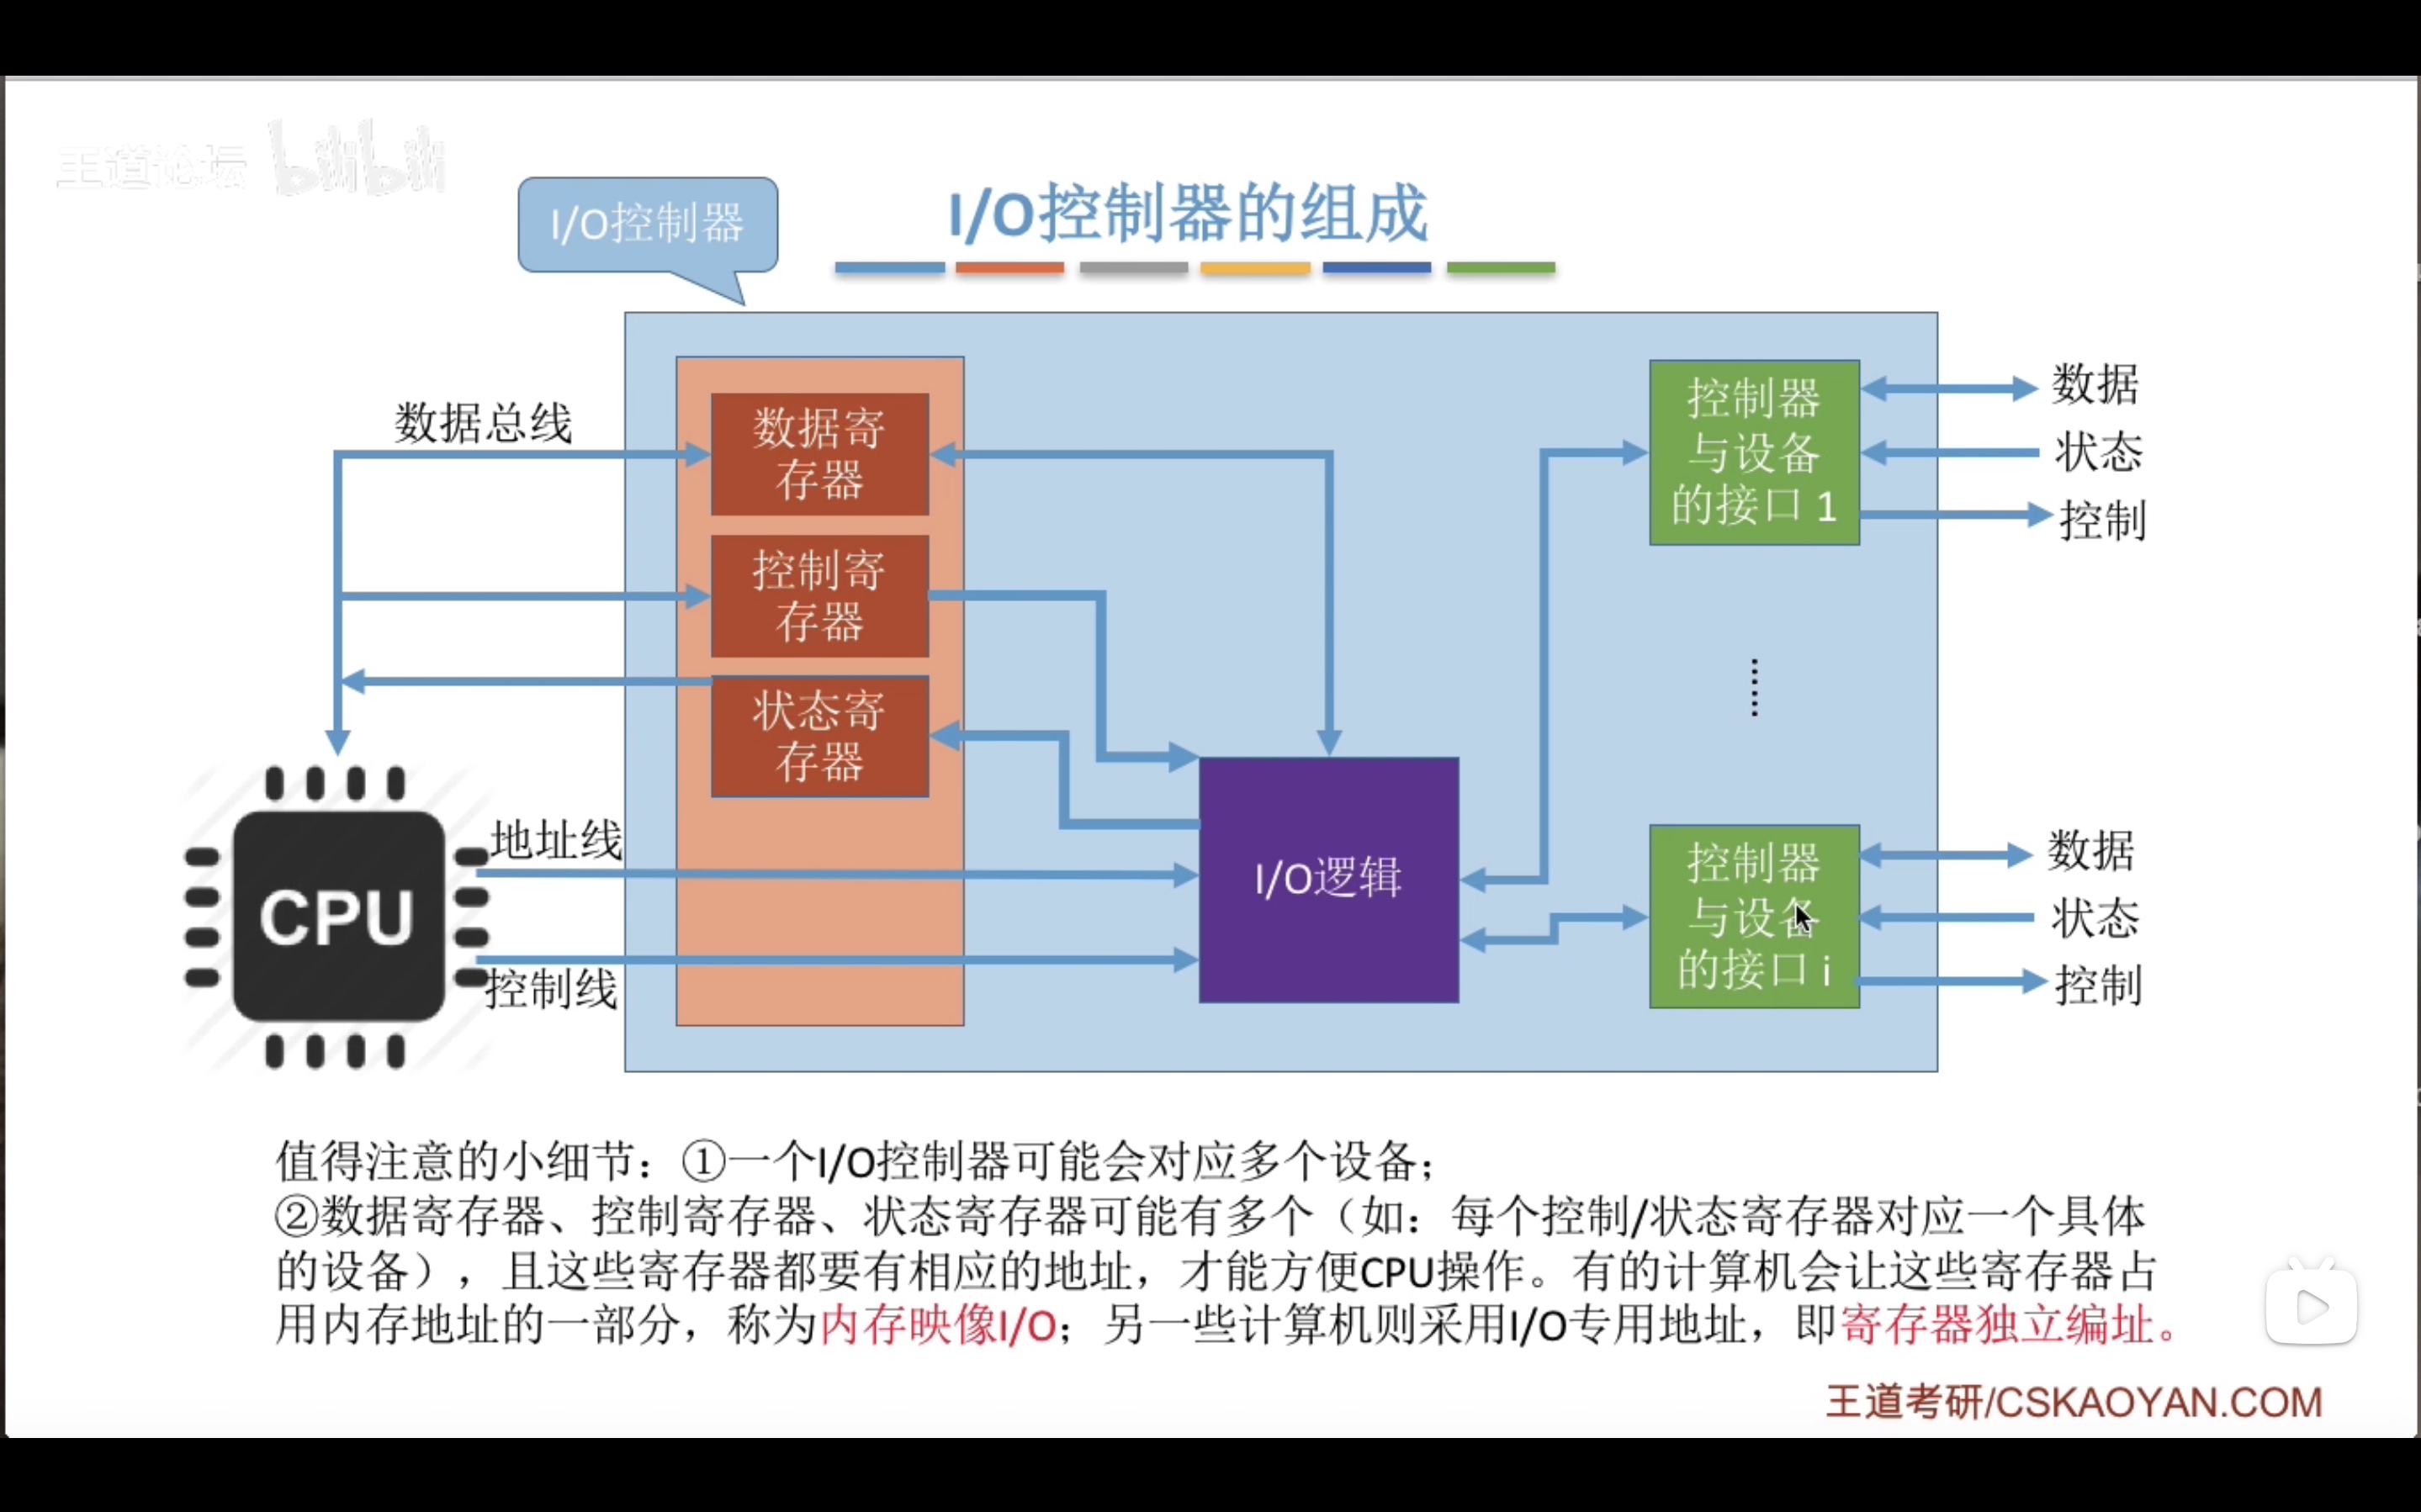 王道论坛 bilibili
I/O控制器
I/O控制器的组成
数据总线
数据寄
存器
控制寄
存器
状态寄
存器
地址线
控制线
CPU
I/O逻辑
控制器
与设备
的接口 1
数据
状态
控制
……
控制器
与设备
的接口 i
数据
状态
控制
值得注意的小细节：①一个I/O控制器可能会对应多个设备；
②数据寄存器、控制寄存器、状态寄存器可能有多个（如：每个控制/状态寄存器对应一个具体
的设备），且这些寄存器都要有相应的地址，才能方便CPU操作。有的计算机会让这些寄存器占
用内存地址的一部分，称为内存映像I/O；另一些计算机则采用I/O专用地址，即寄存器独立编址。
王道考研/CSKAOYAN.COM